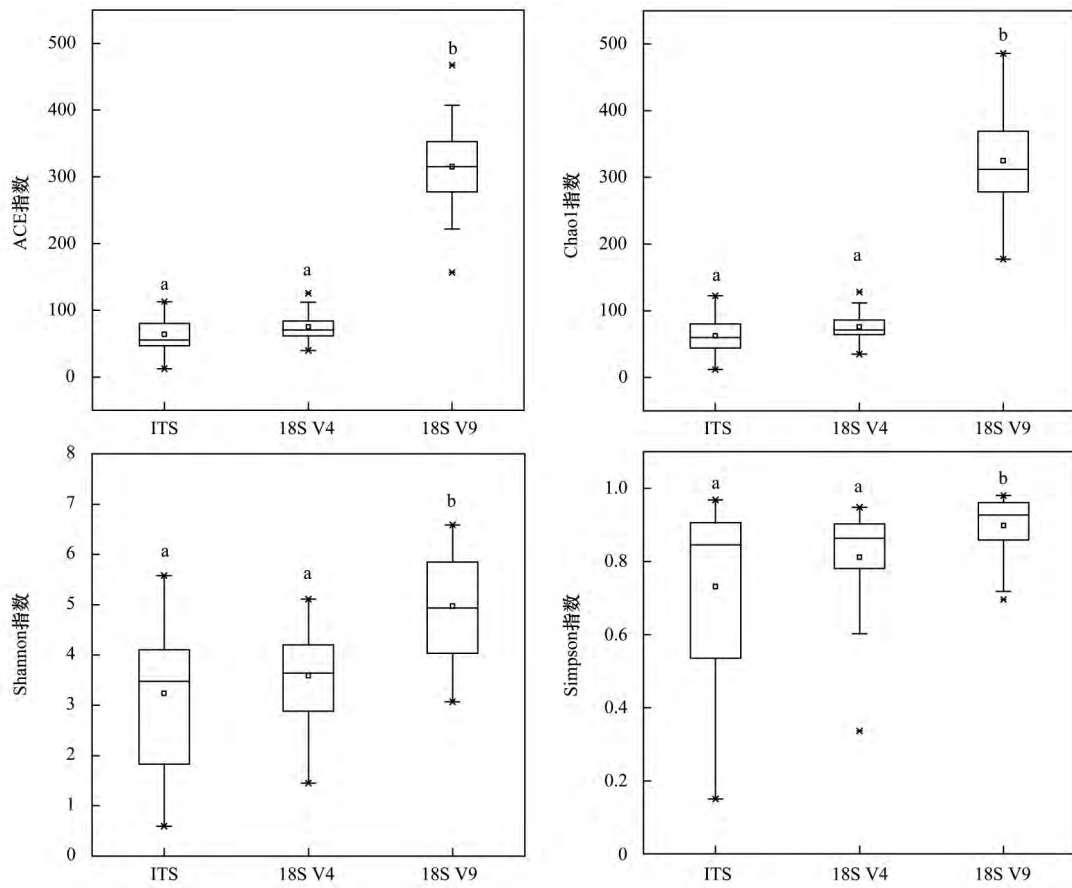 500
400
300
200
100
0
ACE指数
a
a
b
ITS
18S V4
18S V9
500
400
300
200
100
0
Chao1指数
a
a
b
ITS
18S V4
18S V9
8
7
6
5
4
3
2
1
0
Shannon指数
a
a
b
ITS
18S V4
18S V9
1.0
0.8
0.6
0.4
0.2
0
Simpson指数
a
a
b
ITS
18S V4
18S V9